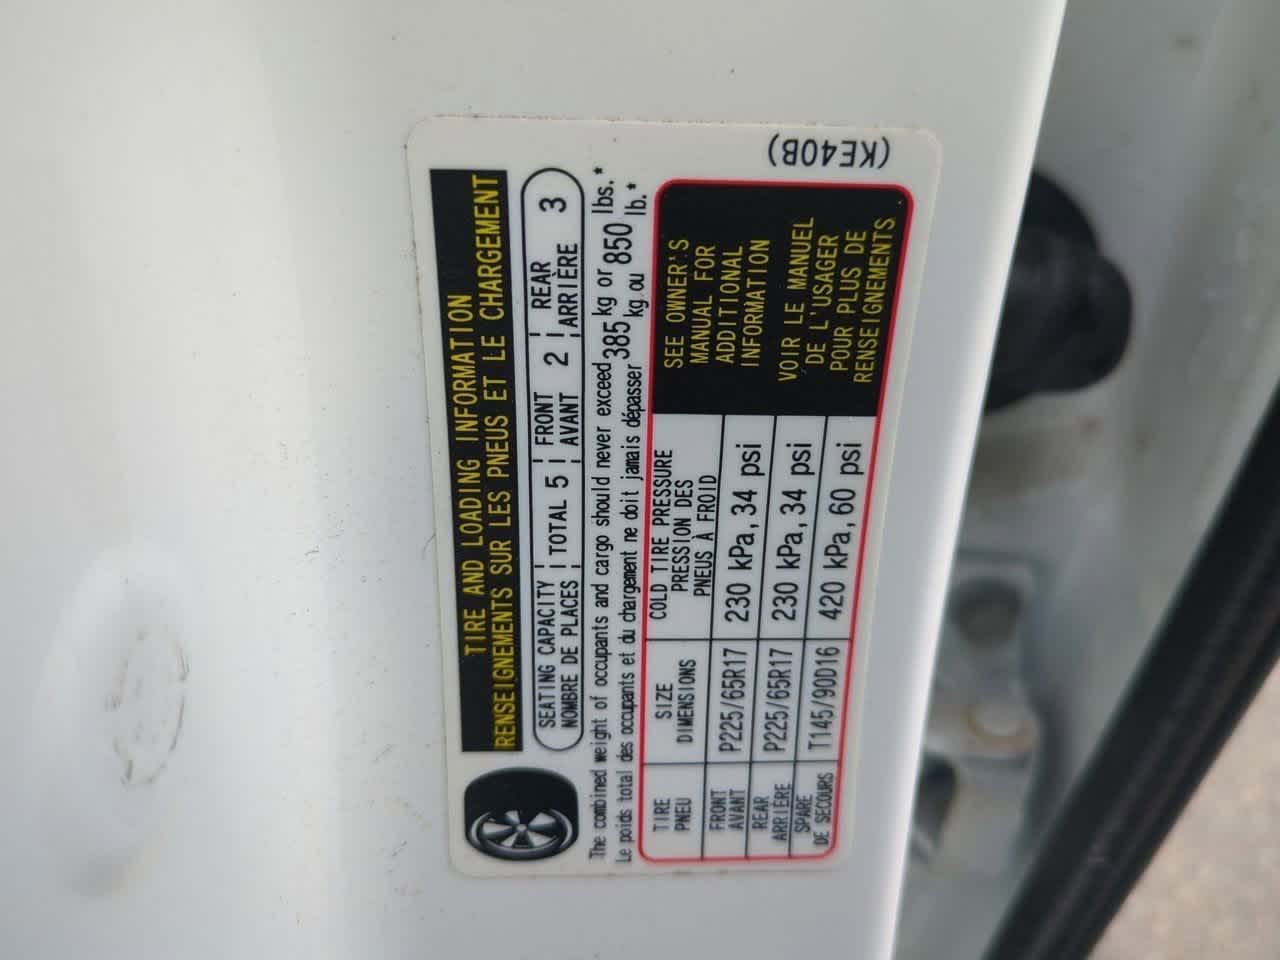 TIRE AND LOADING INFORMATION
RENSEIGNEMENTS SUR LES PNEUS ET LE CHARGEMENT
SEATING CAPACITY
NOMBRE DE PLACES
TOTAL 5
FRONT
AVANT
2
REAR
ARRIÈRE
3
The combined weight of occupants and cargo should never exceed 385 kg or 850 lbs.*
Le poids total des occupants et du chargement ne doit jamais dépasser 385 kg ou 850 lb.*
TIRE
PNEU
SIZE
DIMENSIONS
COLD TIRE PRESSURE
PRESSION DES
PNEUS À FROID
FRONT
AVANT
P225/65R17
230 kPa, 34 psi
REAR
ARRIÈRE
P225/65R17
230 kPa, 34 psi
SPARE
DE SECOURS
T145/90D16
420 kPa, 60 psi
SEE OWNER'S
MANUAL FOR
ADDITIONAL
INFORMATION
VOIR LE MANUEL
DE L'USAGER
POUR PLUS DE
RENSEIGNEMENTS
(KE40B)